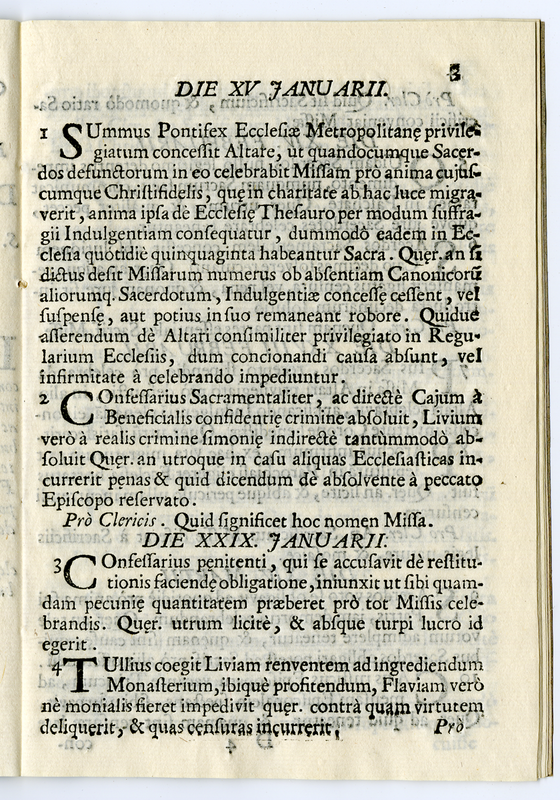 3
DIE XV JANUARII.
1 SUmmus Pontifex Ecclesiæ Metropolitanę privile-
giatum concessit Altare, ut quandocumque Sacer-
dos defunctorum in eo celebrabit Missam prò anima cujus-
cumque Christifidelis, quę in charitate ab hac luce migra-
verit, anima ipsa dè Ecclesię Thesauro per modum suffra-
gii Indulgentiam consequatur, dummodò eadem in Ec-
clesia quotidiè quinquaginta habeantur Sacra. Quęr. an si
dictus desit Missarum numerus ob absentiam Canonicorū
aliorumq. Sacerdotum, Indulgentiæ concessę cessent, vel
suspensę, aut potius in suo remaneant robore. Quiduè
asserendum dè Altari consimiliter privilegiato in Regu-
larium Ecclesiis, dum concionandi causa absunt, vel
infirmitate à celebrando impediuntur.
2 COnfessarius Sacramentaliter, ac directè Cajum à
Beneficialis confidentię crimine absoluit, Livium
verò à realis crimine simonię indirectè tantùmmodò ab-
soluit Quęr. an utroque in casu aliquas Ecclesiasticas in-
currerit pęnas & quid dicendum dè absolvente à peccato
Episcopo reservato.
Prò Clericis. Quid significet hoc nomen Missa.
DIE XXIX. JANUARII.
3 COnfessarius pęnitenti, qui se accusavit dè restitu-
tionis faciendę obligatione, iniunxit ut sibi quam-
dam pecunię quantitatem præberet prò tot Missis cele-
brandis. Quęr. utrum licitè, & absque turpi lucro id
egerit.
4 TUllius coegit Liviam renventem ad ingrediendum
Monasterium, ibiquè profitendum, Flaviam verò
nè monialis fieret impedivit quęr. contrà quam virtutem
deliquerit, & quas censuras incurrerit.
Prò